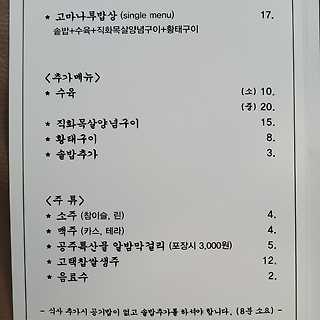 * 고마나루밥상 (single menu) 17.
솥밥+수육+직화목살양념구이+황태구이
<추가메뉴>
* 수육 (소) 10.
(중) 20.
* 직화목살양념구이 15.
* 황태구이 8.
* 솥밥추가 3.
<주 류>
* 소주 (참이슬, 린) 4.
* 맥주 (카스, 테라) 4.
* 공주특산물 알밤막걸리 (포장시 3,000원) 5.
* 고택찹쌀생주 12.
* 음료수 2.
- 식사 추가시 공기밥이 없고 솥밥추가를 하셔야 합니다. (8분 소요) -